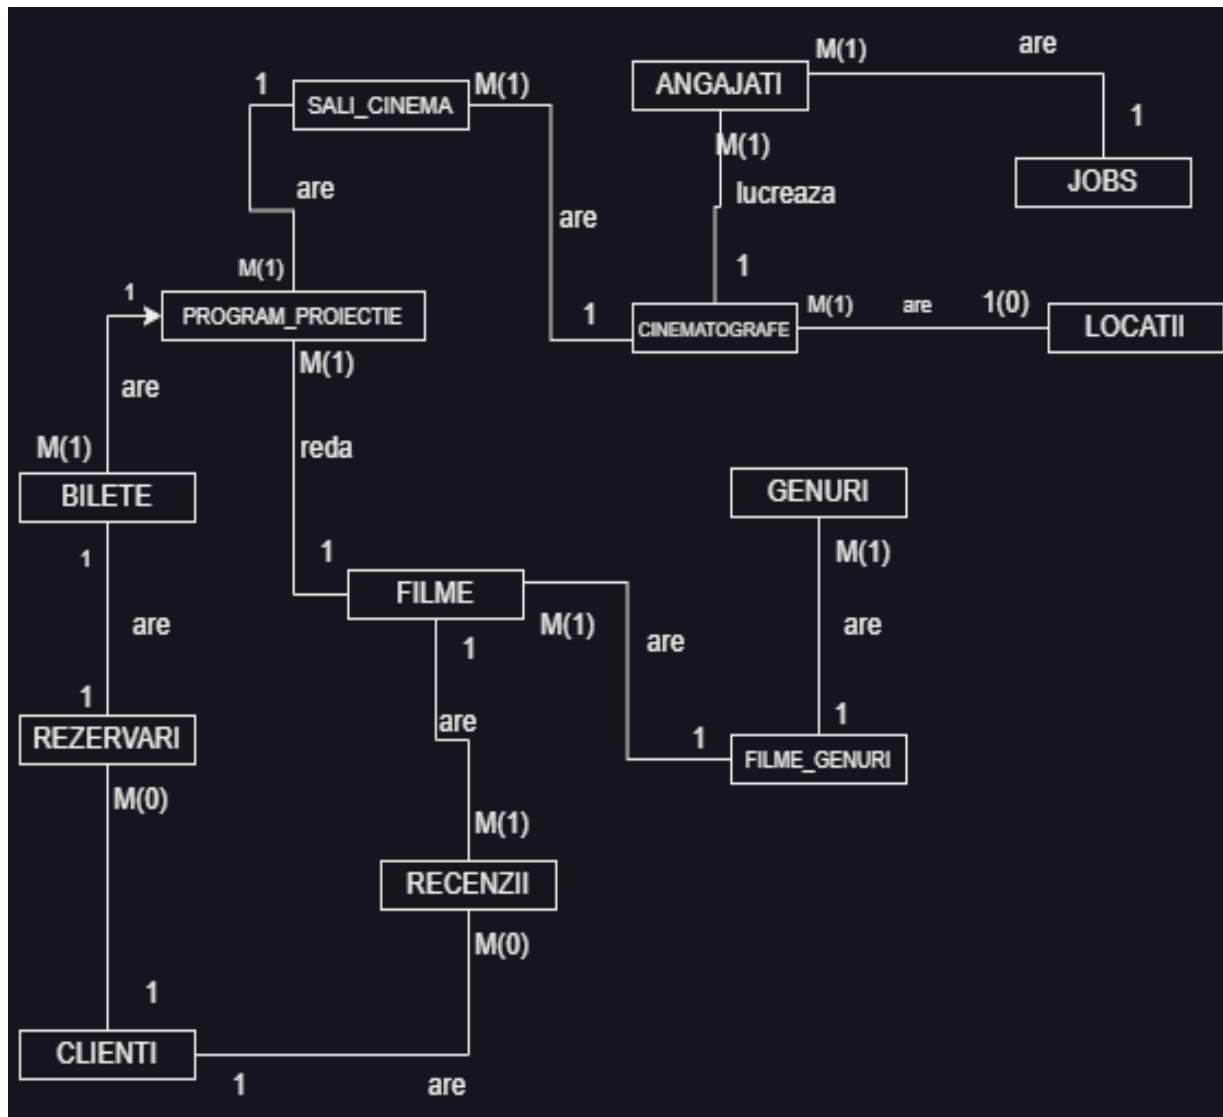 are
M(1)
1
M(1)
ANGAJATI
SALI_CINEMA
1
M(1)
JOBS
are
lucreaza
are
M(1)
1
1
1(0)
M(1)
are
1
PROGRAM_PROIECTIE
CINEMATOGRAFE
LOCATII
M(1)
are
M(1)
reda
BILETE
GENURI
1
1
M(1)
FILME
are
M(1)
are
are
1
1
1
1
are
REZERVARI
FILME_GENURI
M(0)
M(1)
RECENZII
M(0)
1
CLIENTI
1
are